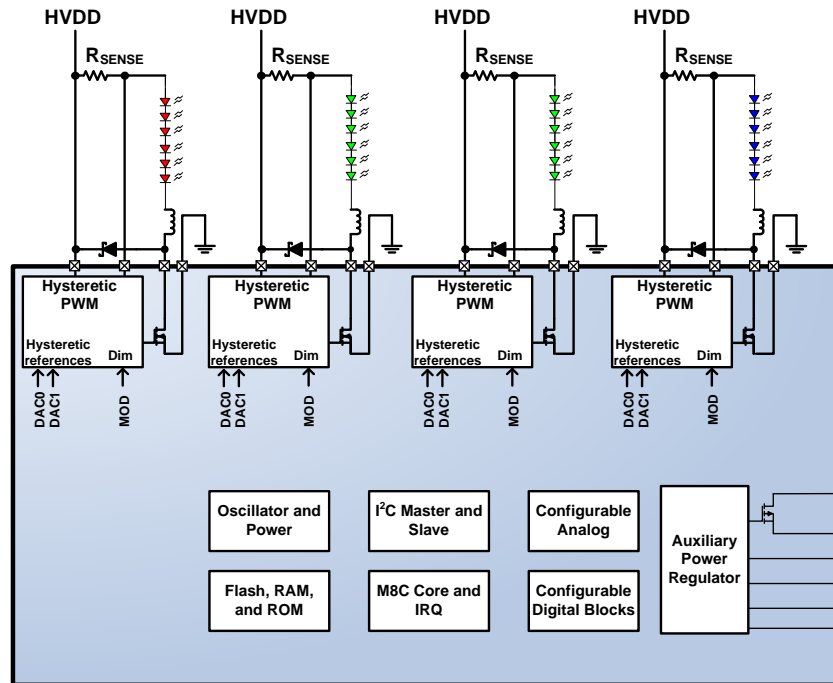 HVDD
HVDD
HVDD
HVDD
RSENSE
RSENSE
RSENSE
RSENSE
Hysteretic
PWM
Hysteretic
references
Dim
DAC0
DAC1
MOD
Hysteretic
PWM
Hysteretic
references
Dim
DAC0
DAC1
MOD
Hysteretic
PWM
Hysteretic
references
Dim
DAC0
DAC1
MOD
Hysteretic
PWM
Hysteretic
references
Dim
DAC0
DAC1
MOD
Oscillator and
Power
I²C Master and
Slave
Configurable
Analog
Auxiliary
Power
Regulator
Flash, RAM,
and ROM
M8C Core and
IRQ
Configurable
Digital Blocks